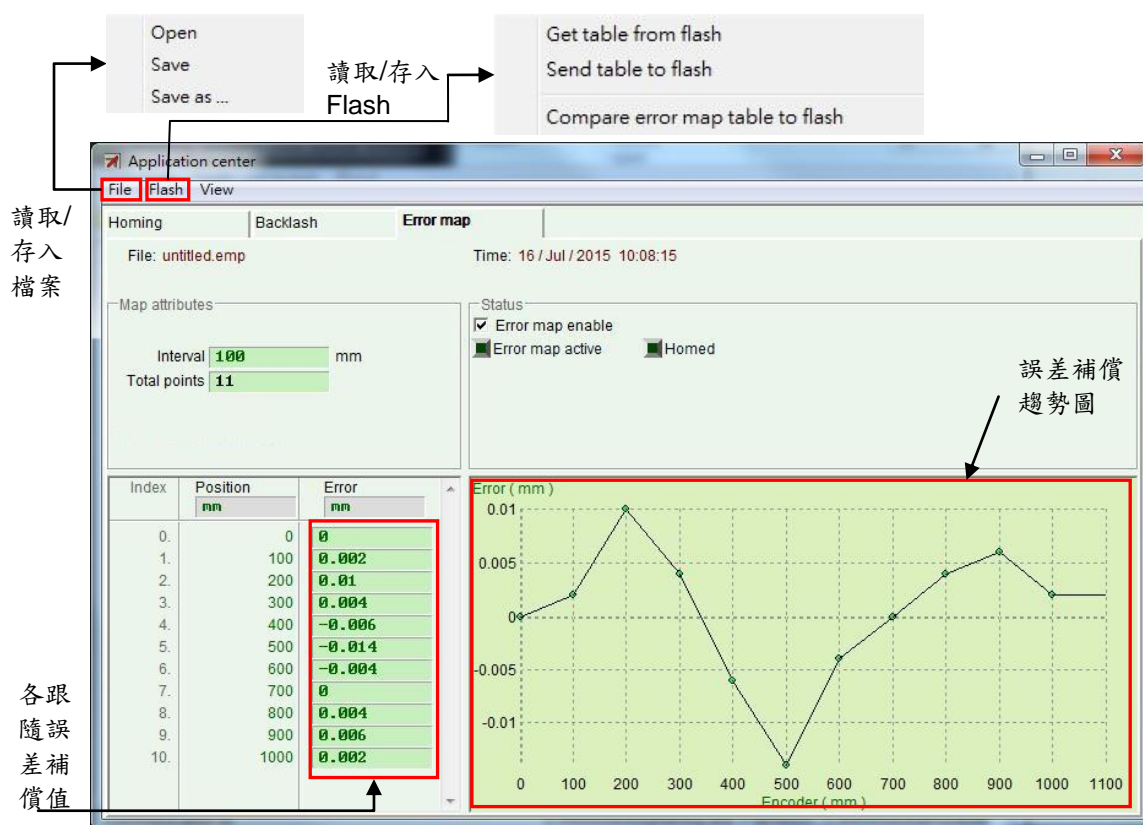 Open
Save
Save as ...
讀取/存入
Flash
Get table from flash
Send table to flash
Compare error map table to flash
Application center
File Flash View
讀取/
存入
檔案
Homing Backlash Error map
File: untitled.emp Time: 16 / Jul / 2015 10:08:15
Map attributes
Interval 100 mm
Total points 11
Status
Error map enable
Error map active Homed
誤差補償
趨勢圖
Index Position Error
mm mm
0. 0 0
1. 100 0.002
2. 200 0.01
3. 300 0.004
4. 400 -0.006
5. 500 -0.014
6. 600 -0.004
7. 700 0
8. 800 0.004
9. 900 0.006
10. 1000 0.002
各跟
隨誤
差補
償值
Error ( mm )
0.01
0.005
0
-0.005
-0.01
0 100 200 300 400 500 600 700 800 900 1000 1100
Encoder ( mm )